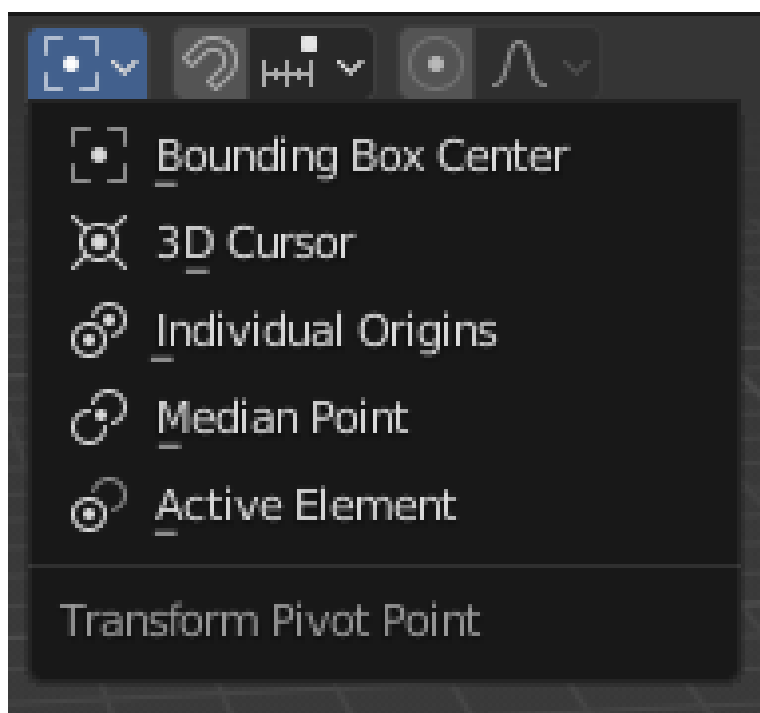 Bounding Box Center
3D Cursor
Individual Origins
Median Point
Active Element
Transform Pivot Point